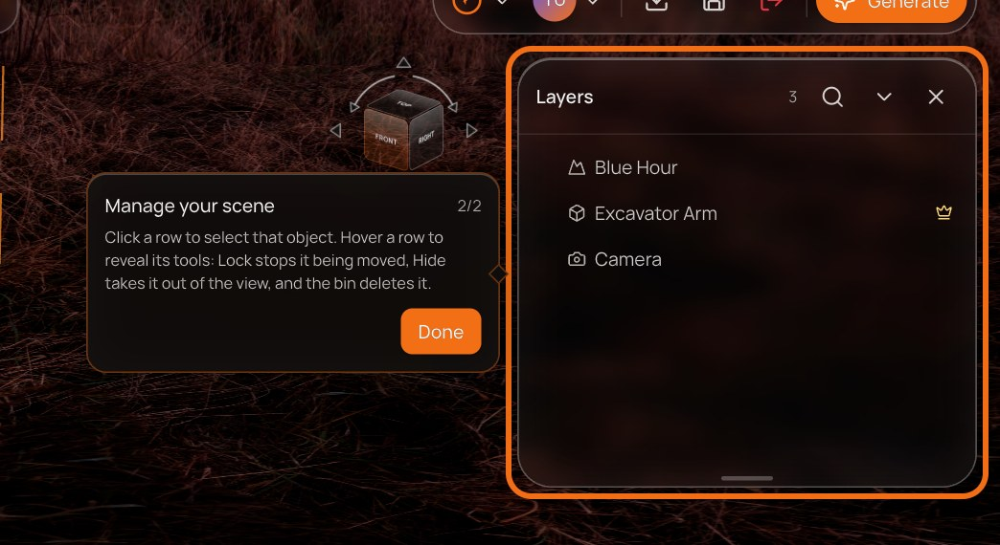 Generate
Layers
3
TOP
FRONT
RIGHT
Blue Hour
Manage your scene
2/2
Excavator Arm
Click a row to select that object. Hover a row to
reveal its tools: Lock stops it being moved, Hide
takes it out of the view, and the bin deletes it.
Camera
Done